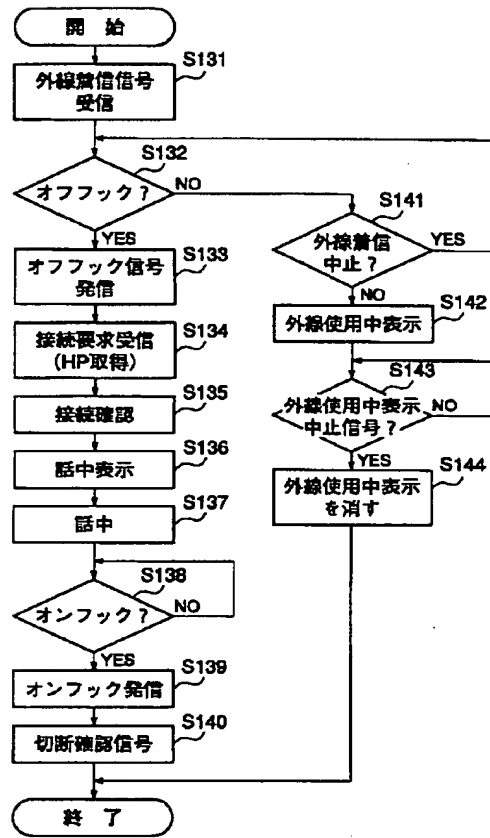 開 始
S131
外線着信信号
受信
S132
オフフック？
NO
YES
S133
オフフック信号
発信
S134
接続要求受信
(HP取得)
S135
接続確認
S136
話中表示
S137
話中
S138
オンフック？
NO
YES
S139
オンフック発信
S140
切断確認信号
終 了
S141
外線着信
中止？
YES
NO
S142
外線使用中表示
S143
外線使用中表示
中止信号？
NO
YES
S144
外線使用中表示
を消す